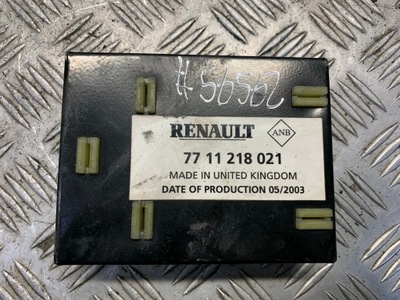 # 56562
RENAULT
ANB
77 11 218 021
MADE IN UNITED KINGDOM
DATE OF PRODUCTION 05/2003